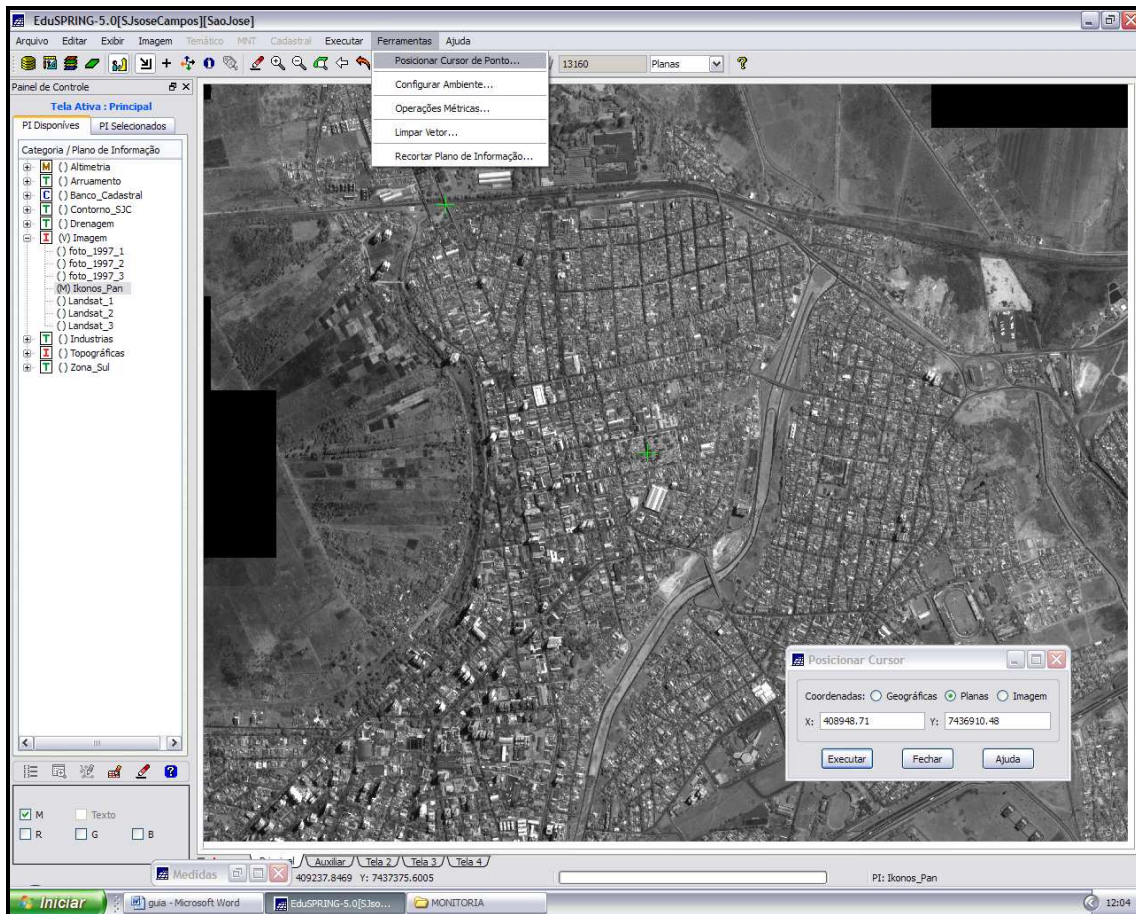 EduSPRING-5.0[SJsoseCampos][SaoJose]
Arquivo Editar Exibir Imagem Temático MNT Cadastral Executar Ferramentas Ajuda
/ 13160 Planas
Posicionar Cursor de Ponto...
Configurar Ambiente...
Operações Métricas...
Limpar Vetor...
Recortar Plano de Informação...
Painel de Controle
Tela Ativa : Principal
PI Disponíves PI Selecionados
Categoria / Plano de Informação
M () Altimetria
T () Arruamento
C () Banco_Cadastral
T () Contorno_SJC
T () Drenagem
I (V) Imagem
() foto_1997_1
() foto_1997_2
() foto_1997_3
(M) Ikonos_Pan
() Landsat_1
() Landsat_2
() Landsat_3
T () Industrias
I () Topográficas
T () Zona_Sul
M Texto
R G B
Posicionar Cursor
Coordenadas: Geográficas Planas Imagem
X: 408948.71 Y: 7436910.48
Executar Fechar Ajuda
Auxiliar Tela 2 Tela 3 Tela 4
Medidas
409237.8469 Y: 7437375.6005 PI: Ikonos_Pan
Iniciar guia - Microsoft Word EduSPRING-5.0[SJso... MONITORIA 12:04